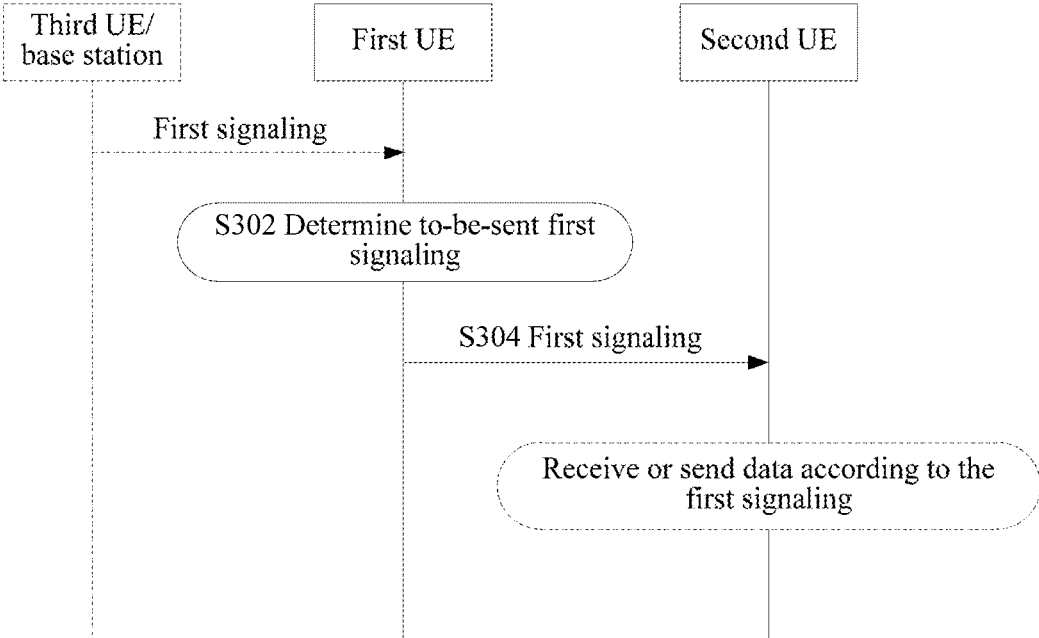 Third UE/
base station
First UE
Second UE
First signaling
S302 Determine to-be-sent first
signaling
S304 First signaling
Receive or send data according to the
first signaling